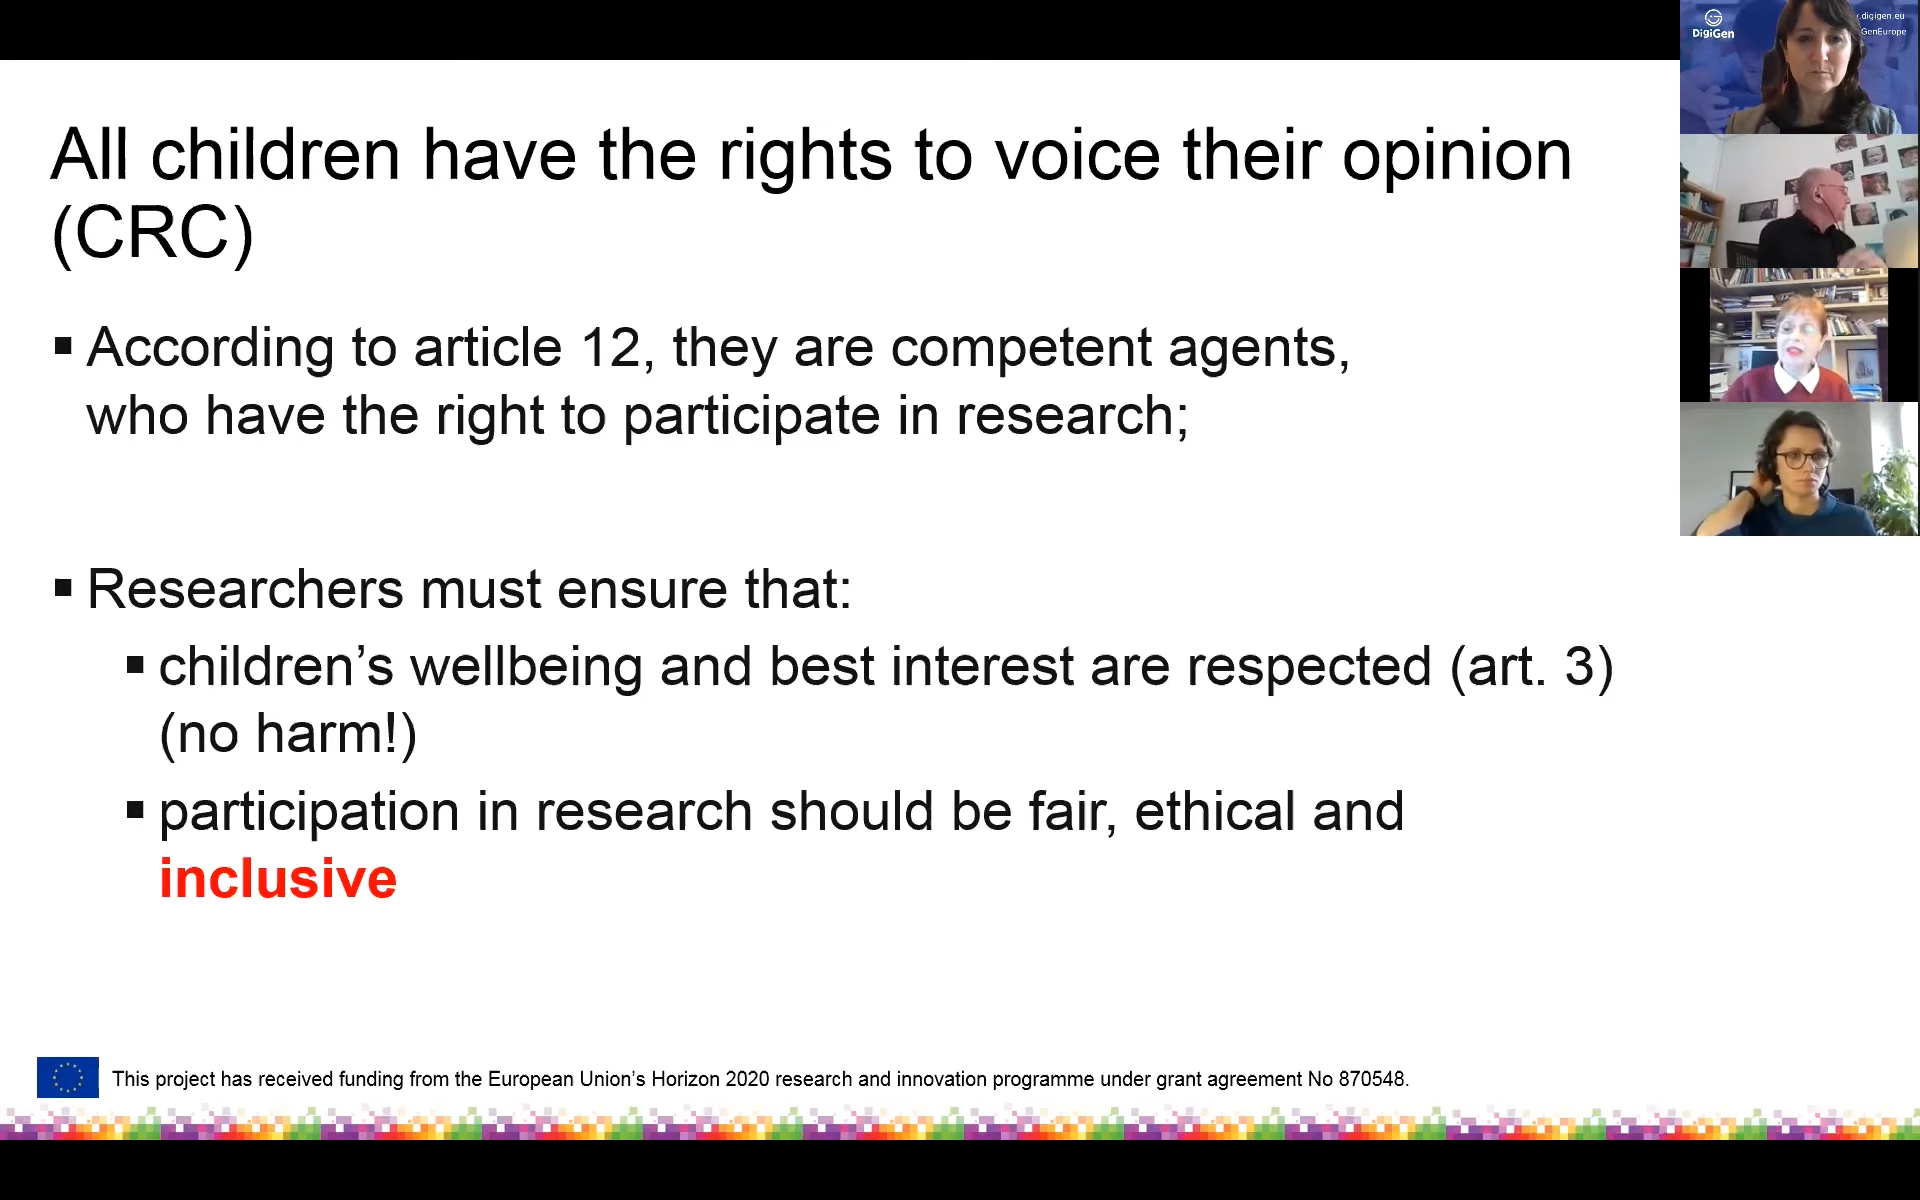 All children have the rights to voice their opinion
(CRC)
▪ According to article 12, they are competent agents,
who have the right to participate in research;
▪ Researchers must ensure that:
▪ children’s wellbeing and best interest are respected (art. 3)
(no harm!)
▪ participation in research should be fair, ethical and
inclusive
This project has received funding from the European Union’s Horizon 2020 research and innovation programme under grant agreement No 870548.
DigiGen
.digigen.eu
GenEurope